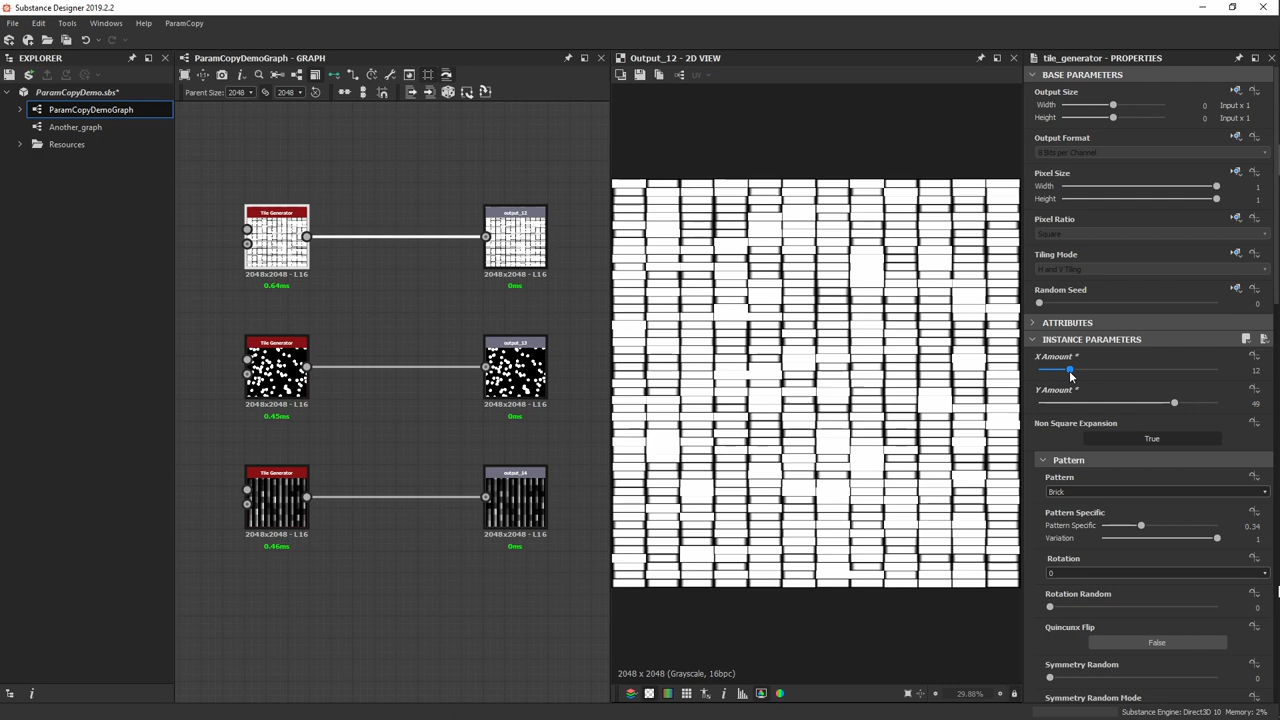 Substance Designer 2019.2.2
File Edit Tools Windows Help ParamCopy
EXPLORER
ParamCopyDemo.sbs*
ParamCopyDemoGraph
Another_graph
Resources
ParamCopyDemoGraph - GRAPH
Parent Size: 2048 2048
Tile Generator
2048x2048 - L16
0.64ms
output_12
2048x2048 - L16
0ms
Tile Generator
2048x2048 - L16
0.45ms
output_13
2048x2048 - L16
0ms
Tile Generator
2048x2048 - L16
0.46ms
output_14
2048x2048 - L16
0ms
Output_12 - 2D VIEW
UV
2048 x 2048 (Grayscale, 16bpc)
29.88%
tile_generator - PROPERTIES
BASE PARAMETERS
Output Size
Width 0 Input x 1
Height 0 Input x 1
Output Format
8 Bits per Channel
Pixel Size
Width 1
Height 1
Pixel Ratio
Square
Tiling Mode
H and V Tiling
Random Seed
0
ATTRIBUTES
INSTANCE PARAMETERS
X Amount *
12
Y Amount *
49
Non Square Expansion
True
Pattern
Pattern
Brick
Pattern Specific
Pattern Specific 0.34
Variation 1
Rotation
0
Rotation Random
0
Quincunx Flip
False
Symmetry Random
0
Symmetry Random Mode
Substance Engine: Direct3D 10 Memory: 2%